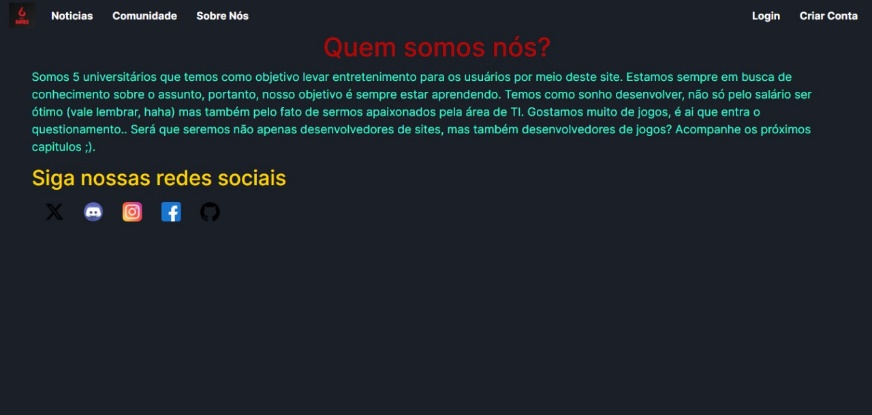 Noticias Comunidade Sobre Nós Login Criar Conta
Quem somos nós?
Somos 5 universitários que temos como objetivo levar entretenimento para os usuários por meio deste site. Estamos sempre em busca de
conhecimento sobre o assunto, portanto, nosso objetivo é sempre estar aprendendo. Temos como sonho desenvolver, não só pelo salário ser
ótimo (vale lembrar, haha) mas também pelo fato de sermos apaixonados pela área de TI. Gostamos muito de jogos, é ai que entra o
questionamento.. Será que seremos não apenas desenvolvedores de sites, mas também desenvolvedores de jogos? Acompanhe os próximos
capitulos ;).
Siga nossas redes sociais